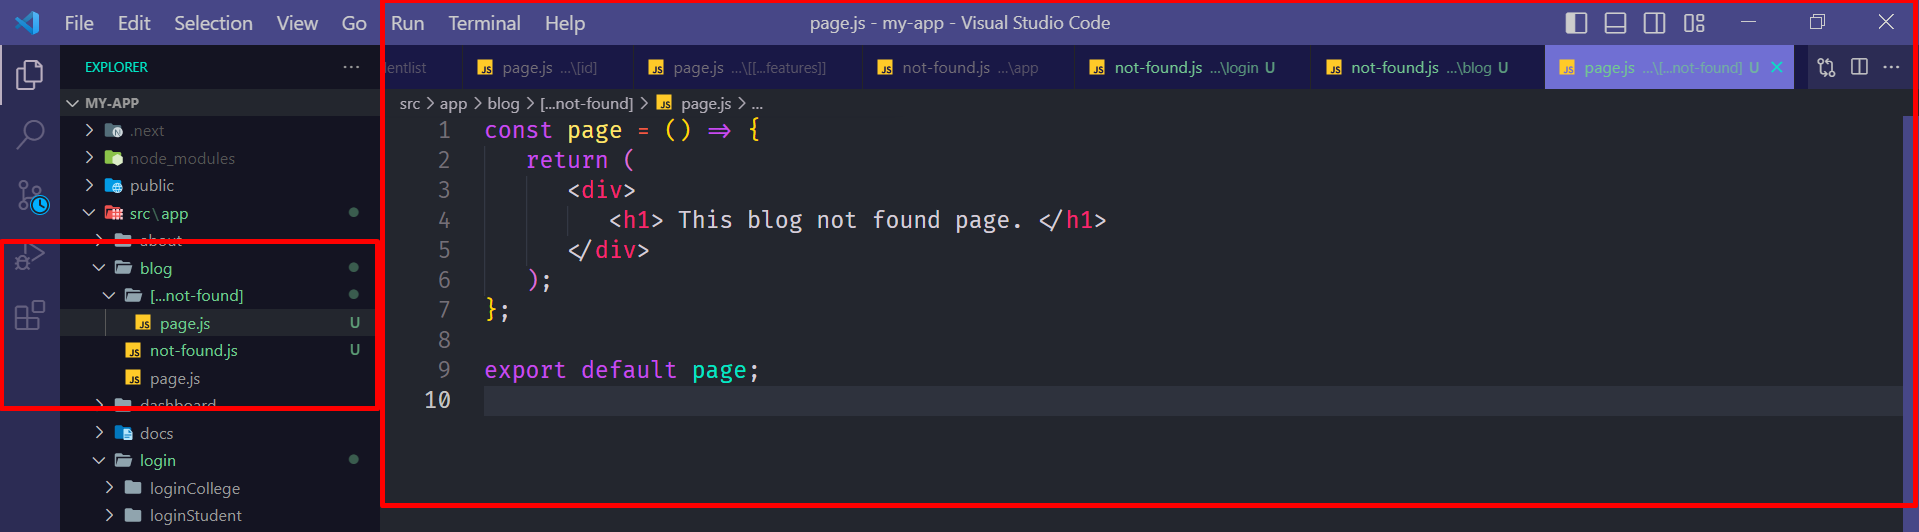 File Edit Selection View Go Run Terminal Help page.js - my-app - Visual Studio Code
EXPLORER ...
MY-APP
.next
node_modules
public
src\app
about
blog
[...not-found]
page.js U
not-found.js U
page.js
dashboard
docs
login
loginCollege
loginStudent
entlist page.js ...\[id] page.js ...\[[...features]] not-found.js ...\app not-found.js ...\login U not-found.js ...\blog U page.js ...\[...not-found] U
src > app > blog > [...not-found] > page.js > ...
1 const page = () => {
2 return (
3 <div>
4 <h1> This blog not found page. </h1>
5 </div>
6 );
7 };
8
9 export default page;
10